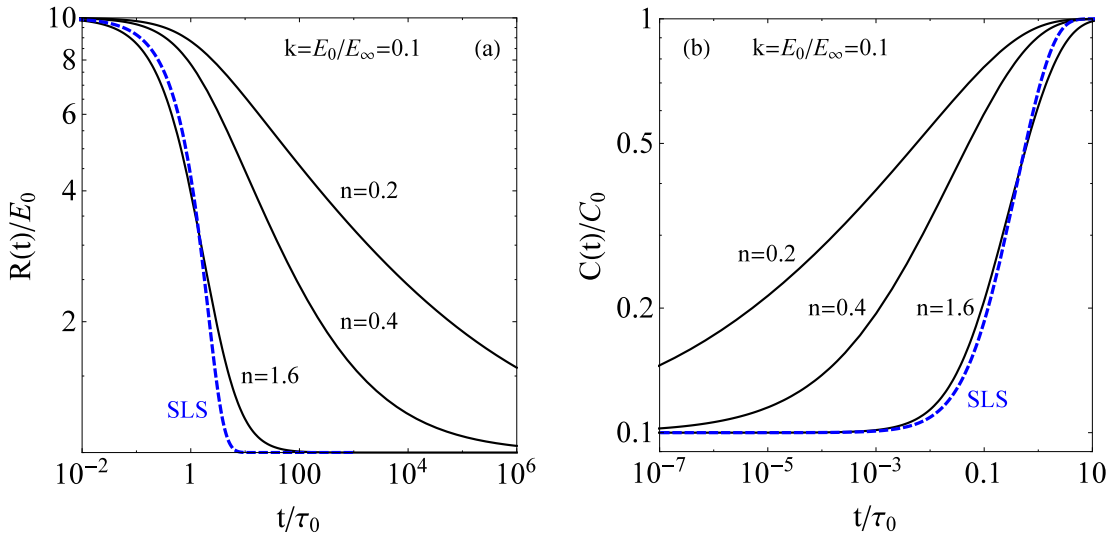 k=E₀/E∞=0.1 (a)
R(t)/E₀
10
8
6
4
2
n=0.2
n=0.4
n=1.6
SLS
10⁻² 1 100 10⁴ 10⁶
t/τ₀
(b) k=E₀/E∞=0.1
C(t)/C₀
1
0.5
0.2
0.1
n=0.2
n=0.4
n=1.6
SLS
10⁻⁷ 10⁻⁵ 10⁻³ 0.1 10
t/τ₀